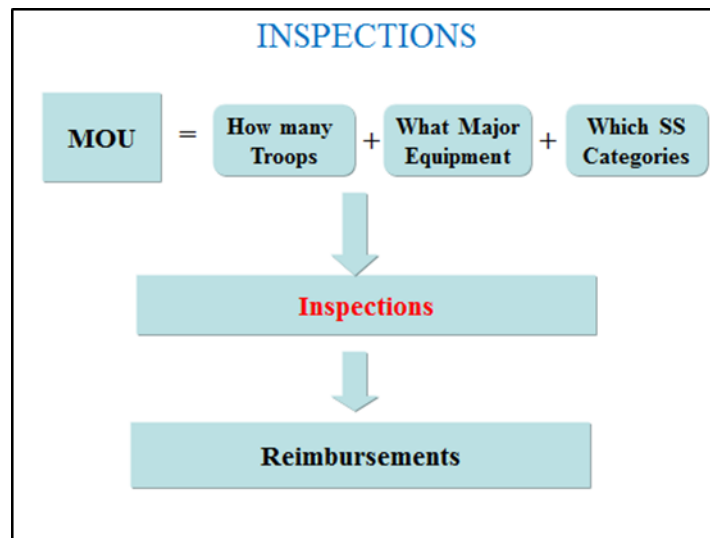 INSPECTIONS
MOU
=
How many
Troops
+
What Major
Equipment
+
Which SS
Categories
Inspections
Reimbursements